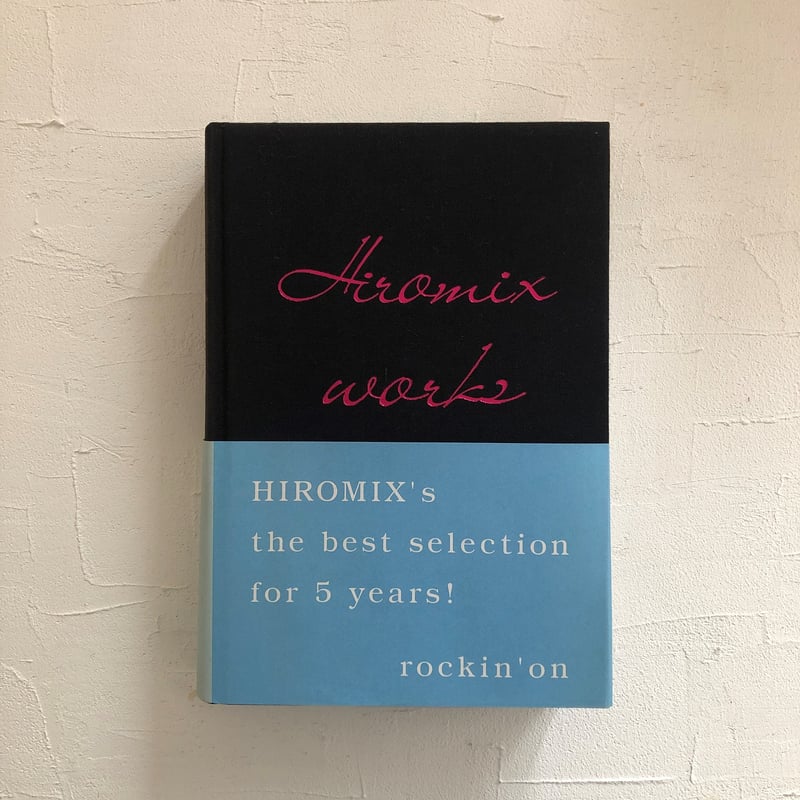 Hiromix
works
HIROMIX's
the best selection
for 5 years!
rockin'on